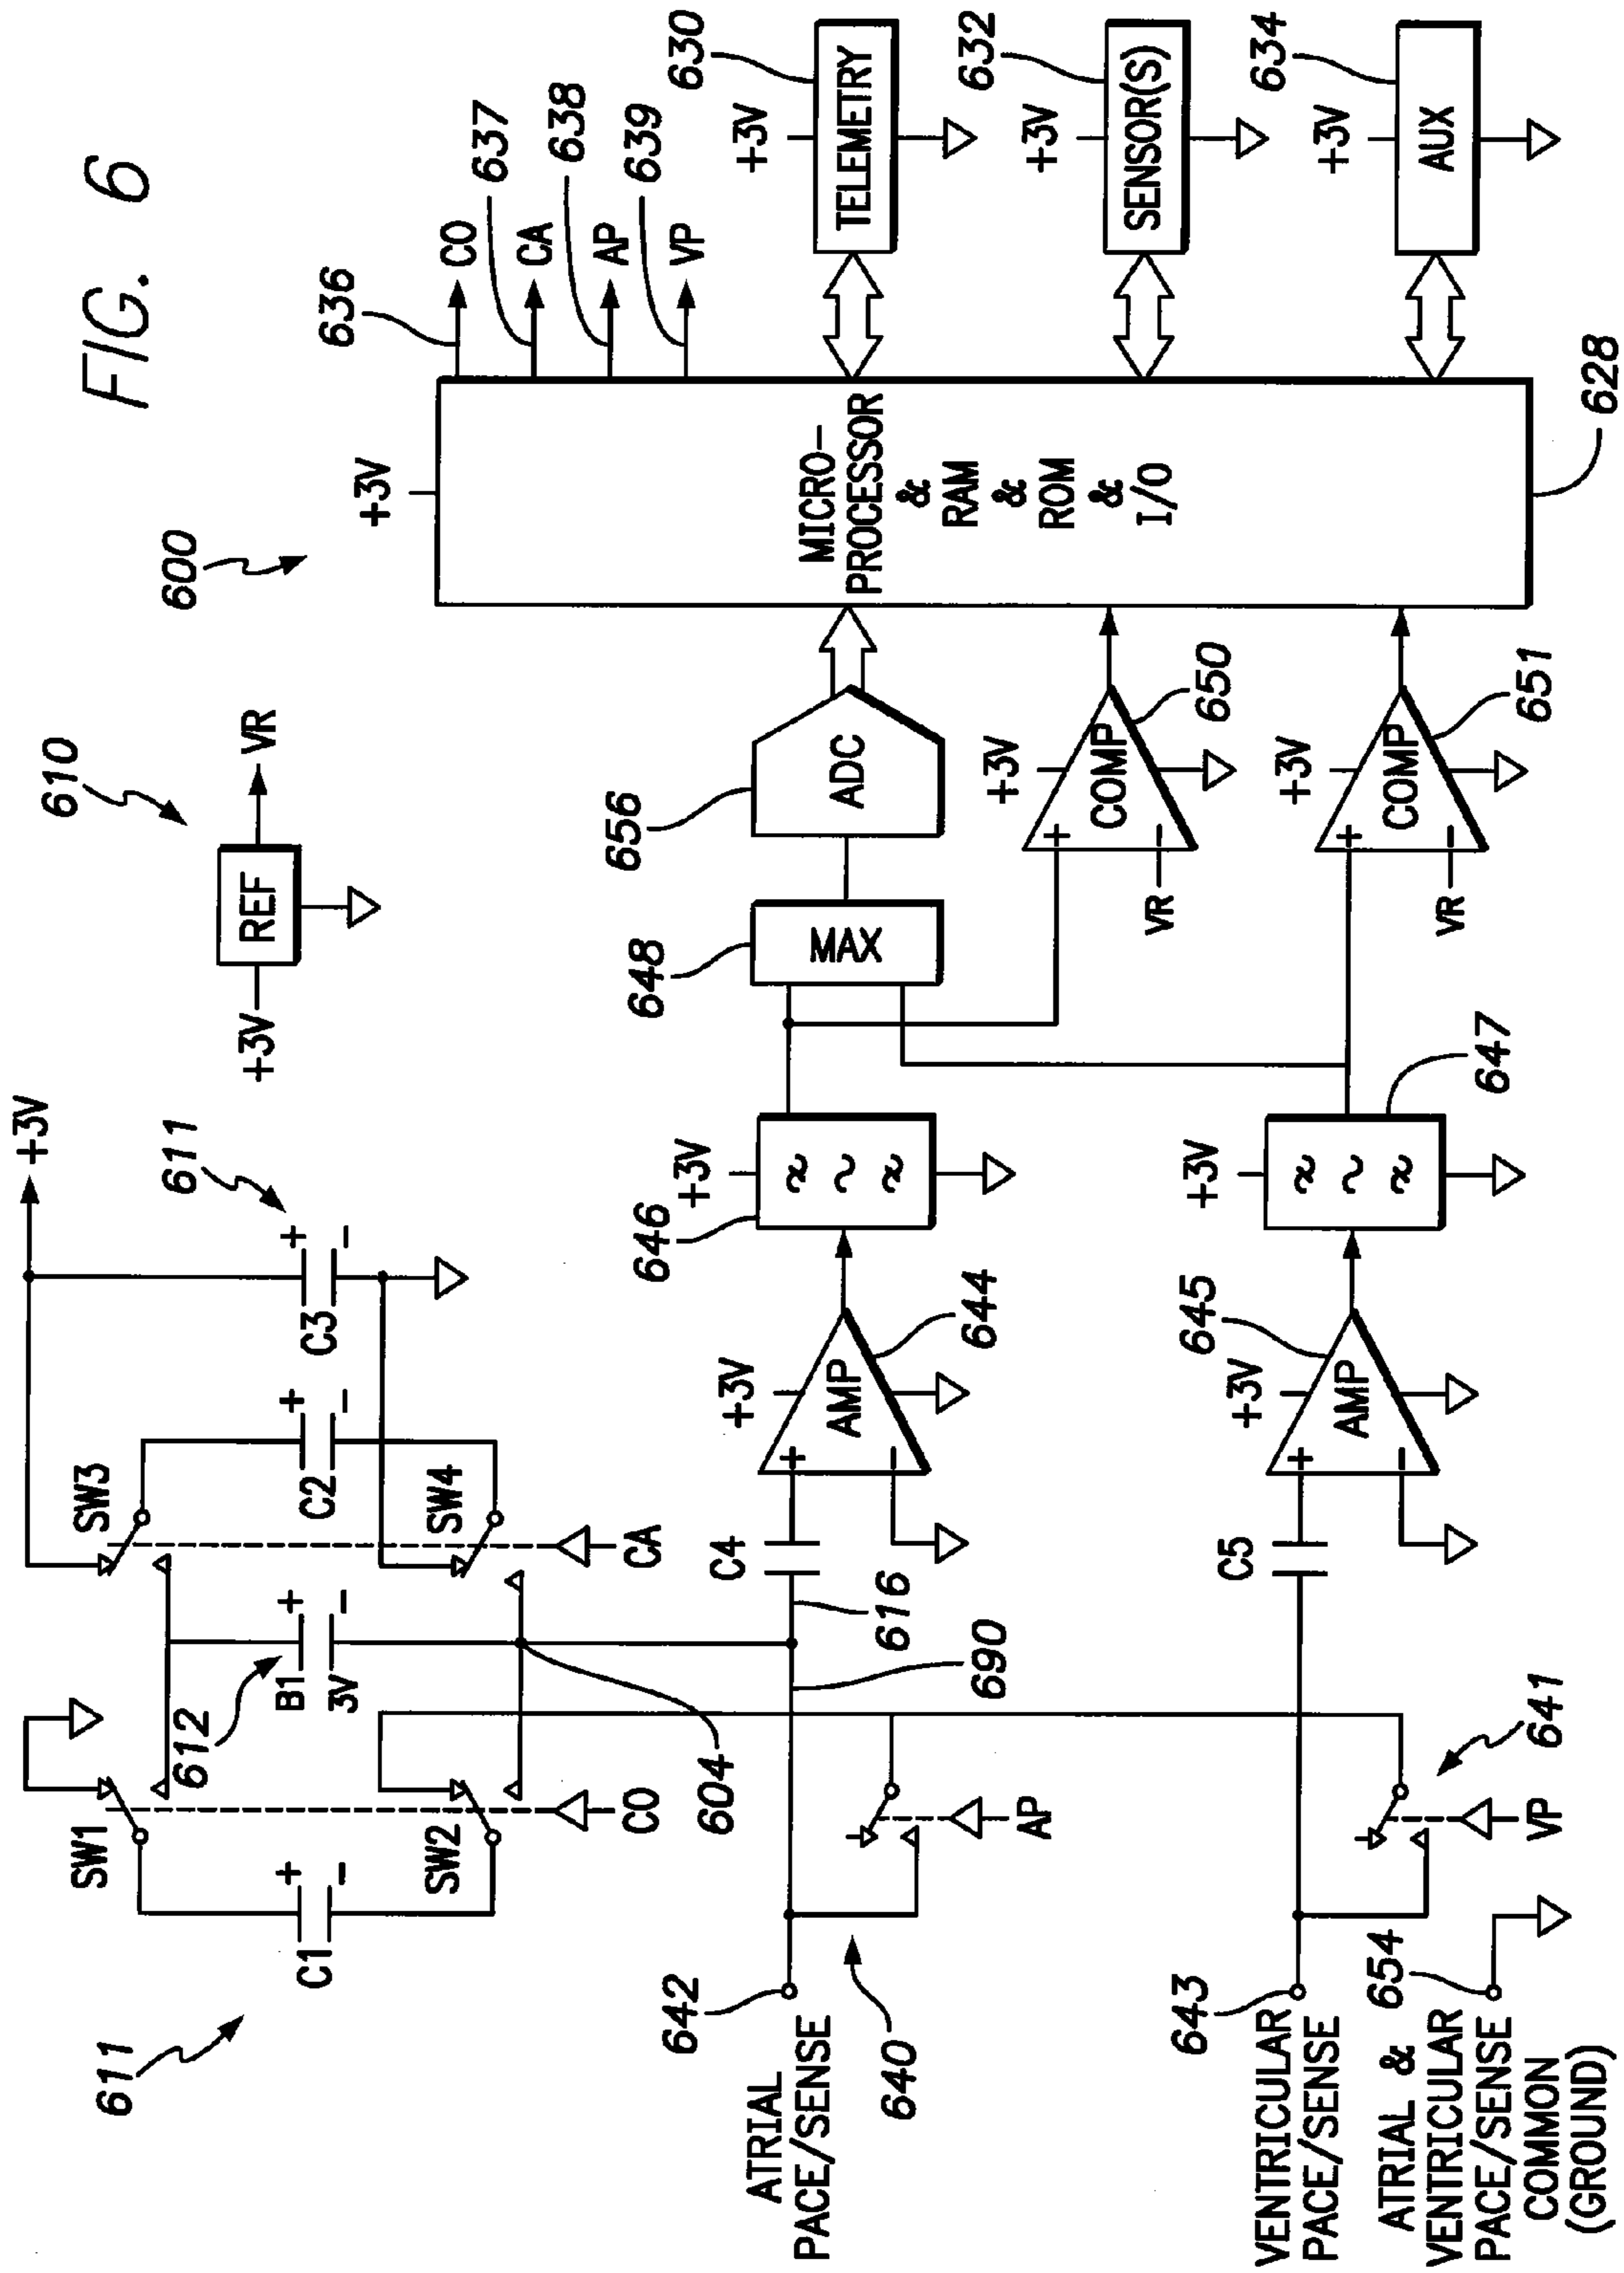 FIG. 6
600
610
+3V
REF
VR
611
+3V
611
C1
+
-
SW1
SW2
CO
612
B1
3V
+
-
604
SW3
SW4
CA
C2
+
-
C3
+
-
ATRIAL
PACE/SENSE
642
640
AP
690
616
C4
+3V
+
-
AMP
644
646
+3V
≈
~
≈
648
MAX
656
ADC
+3V
+
-
COMP
VR
650
VENTRICULAR
PACE/SENSE
643
ATRIAL &
VENTRICULAR
PACE/SENSE
COMMON
(GROUND)
654
641
VP
C5
+3V
+
-
AMP
645
+3V
≈
~
≈
647
+3V
+
-
COMP
VR
651
+3V
MICRO-
PROCESSOR
&
RAM
&
ROM
&
I/O
628
636
CO
637
CA
638
AP
639
VP
+3V
TELEMETRY
630
+3V
SENSOR(S)
632
+3V
AUX
634